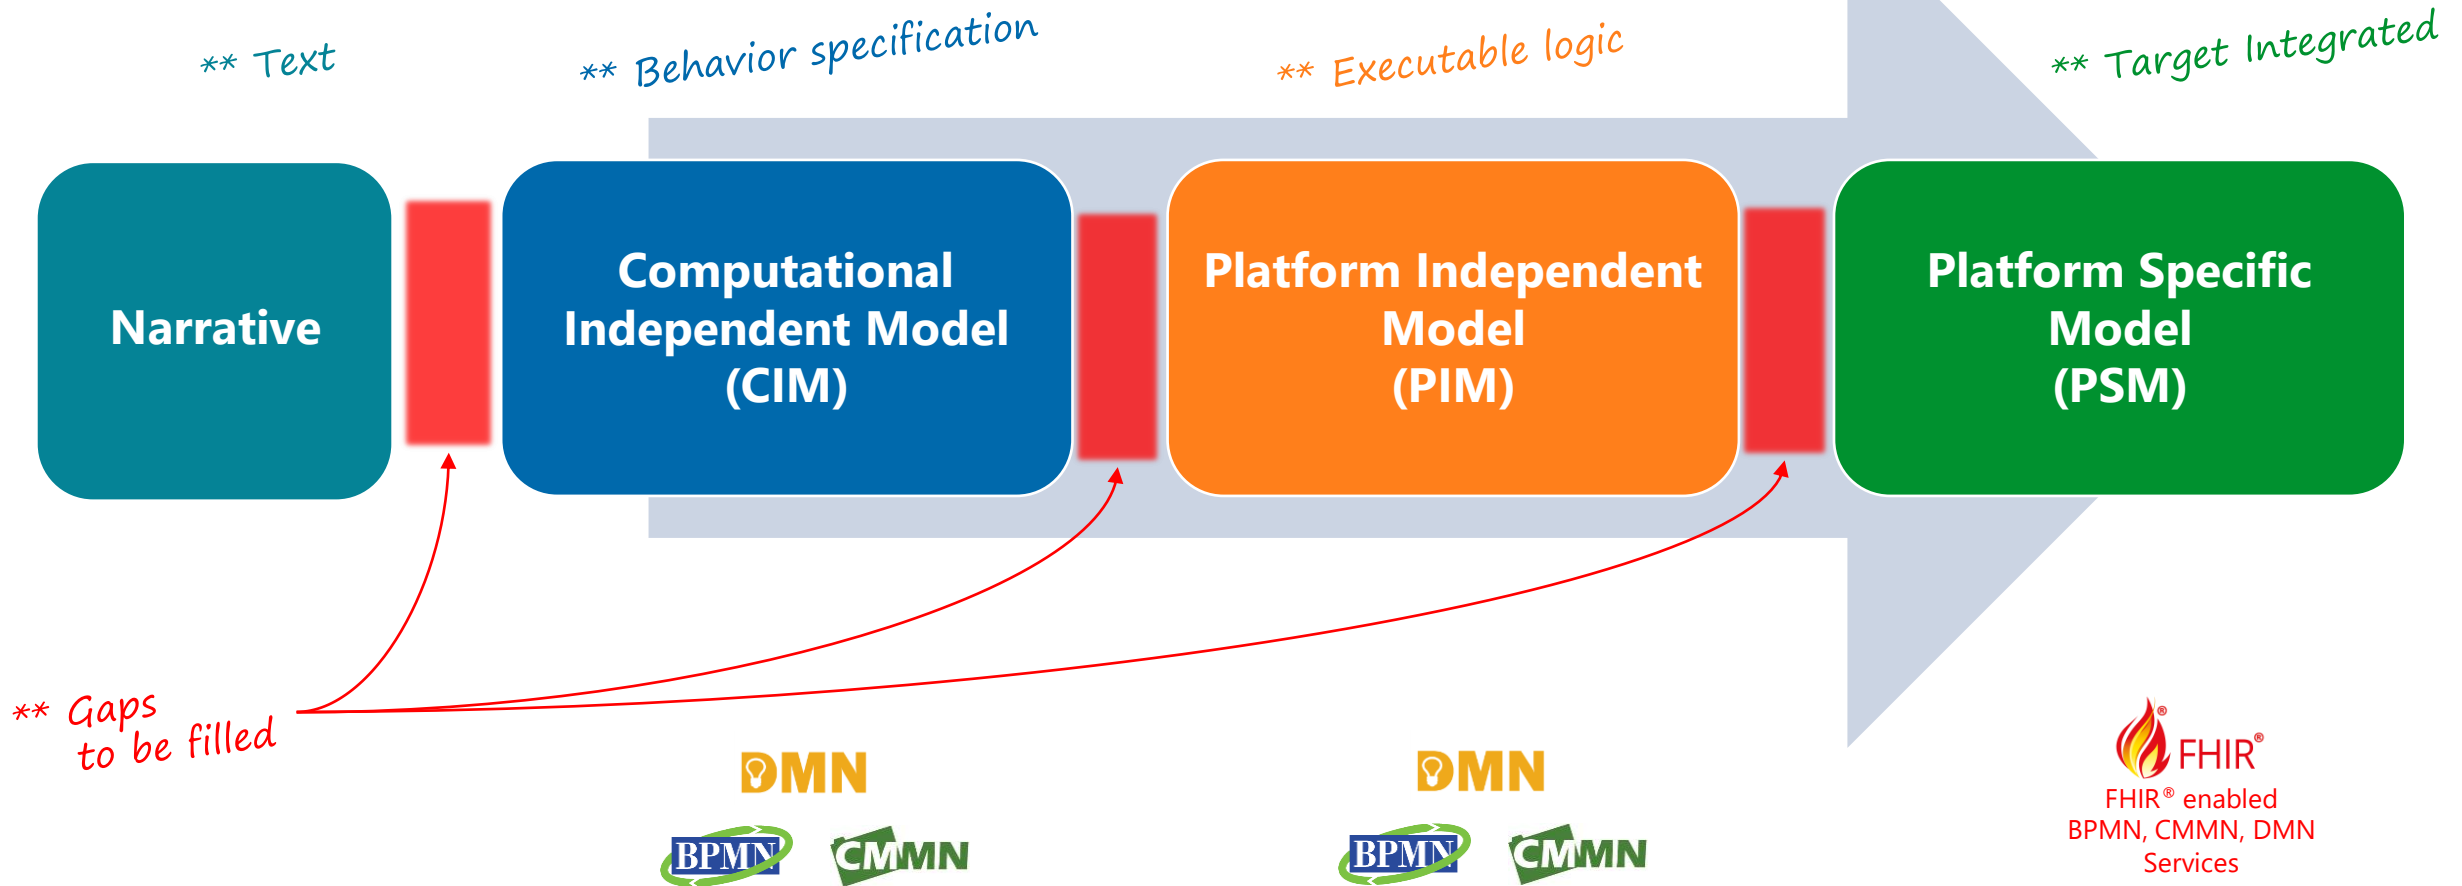 ** Text
** Behavior specification
** Executable logic
** Target Integrated
Narrative
Computational
Independent Model
(CIM)
Platform Independent
Model
(PIM)
Platform Specific
Model
(PSM)
** Gaps
to be filled
DMN
BPMN
CMMN
DMN
BPMN
CMMN
® FHIR®
FHIR® enabled
BPMN, CMMN, DMN
Services